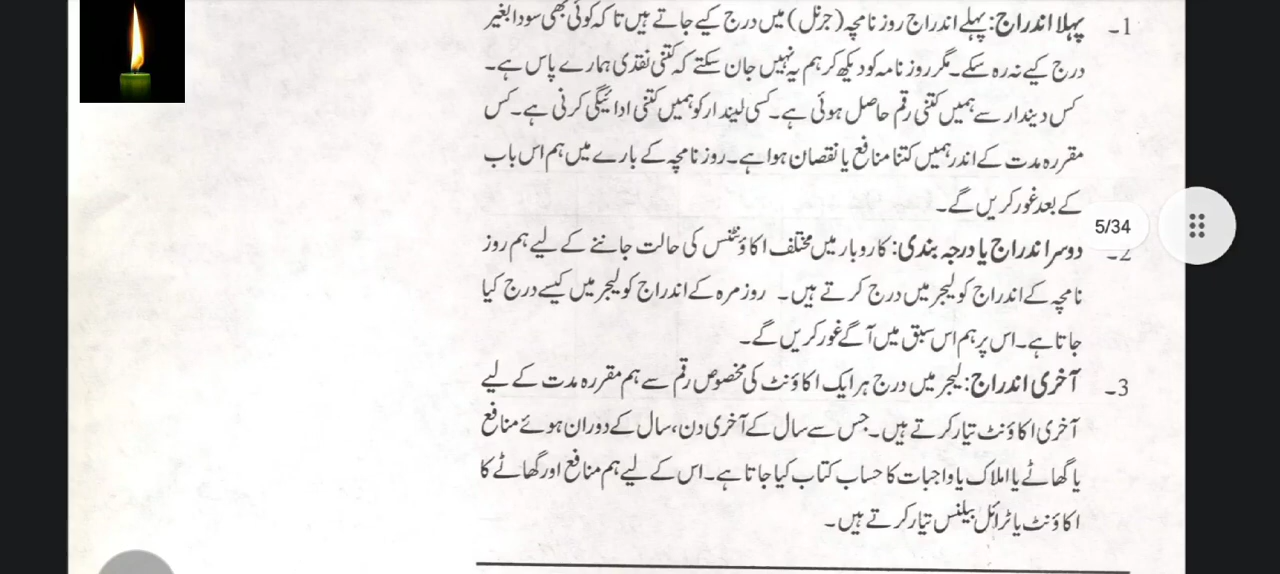 1۔ پہلا اندراج: پہلے اندراج روزنامچہ (جرنل) میں درج کیے جاتے ہیں تاکہ کوئی بھی سودا بغیر
درج کیے نہ رہ سکے۔ مگر روزنامہ کو دیکھ کر ہم یہ نہیں جان سکتے کہ کتنی نقدی ہمارے پاس ہے۔
کس دیندار سے ہمیں کتنی رقم حاصل ہوئی ہے۔ کسی لیندار کو ہمیں کتنی ادائیگی کرنی ہے۔ کس
مقررہ مدت کے اندر ہمیں کتنا منافع یا نقصان ہوا ہے۔ روزنامچہ کے بارے میں ہم اس باب
کے بعد غور کریں گے۔
5/34
2۔ دوسرا اندراج یا درجہ بندی: کاروبار میں مختلف اکاؤنٹس کی حالت جاننے کے لیے ہم روز
نامچہ کے اندراج کو لیجر میں درج کرتے ہیں۔ روزمرہ کے اندراج کو لیجر میں کیسے درج کیا
جاتا ہے۔ اس پر ہم اس سبق میں آگے غور کریں گے۔
3۔ آخری اندراج: لیجر میں درج ہر ایک اکاؤنٹ کی مخصوص رقم سے ہم مقررہ مدت کے لیے
آخری اکاؤنٹ تیار کرتے ہیں۔ جس سے سال کے آخری دن، سال کے دوران ہوئے منافع
یا گھاٹے یا املاک یا واجبات کا حساب کتاب کیا جاتا ہے۔ اس کے لیے ہم منافع اور گھاٹے کا
اکاؤنٹ یا ٹرائل بیلنس تیار کرتے ہیں۔